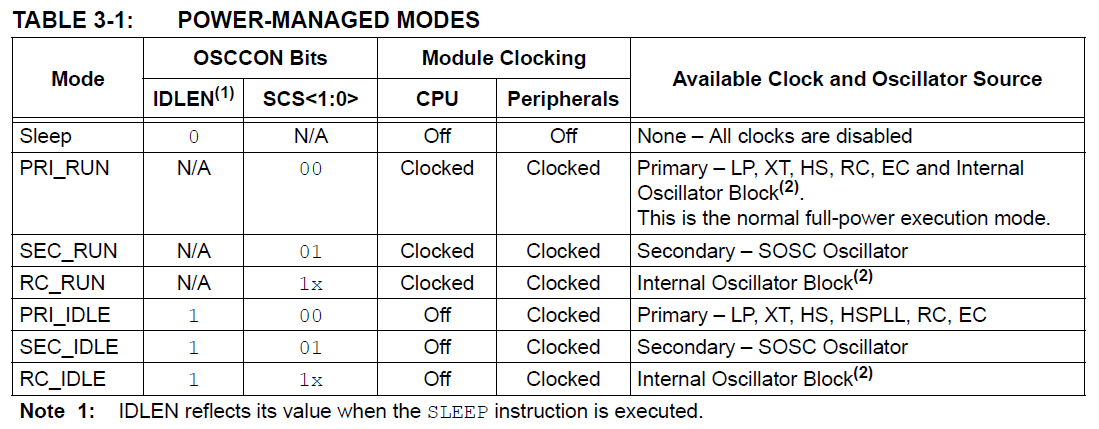 TABLE 3-1: POWER-MANAGED MODES
Mode OSCCON Bits Module Clocking Available Clock and Oscillator Source
IDLEN(1) SCS<1:0> CPU Peripherals
Sleep 0 N/A Off Off None – All clocks are disabled
PRI_RUN N/A 00 Clocked Clocked Primary – LP, XT, HS, RC, EC and Internal
Oscillator Block(2).
This is the normal full-power execution mode.
SEC_RUN N/A 01 Clocked Clocked Secondary – SOSC Oscillator
RC_RUN N/A 1x Clocked Clocked Internal Oscillator Block(2)
PRI_IDLE 1 00 Off Clocked Primary – LP, XT, HS, HSPLL, RC, EC
SEC_IDLE 1 01 Off Clocked Secondary – SOSC Oscillator
RC_IDLE 1 1x Off Clocked Internal Oscillator Block(2)
Note 1: IDLEN reflects its value when the SLEEP instruction is executed.